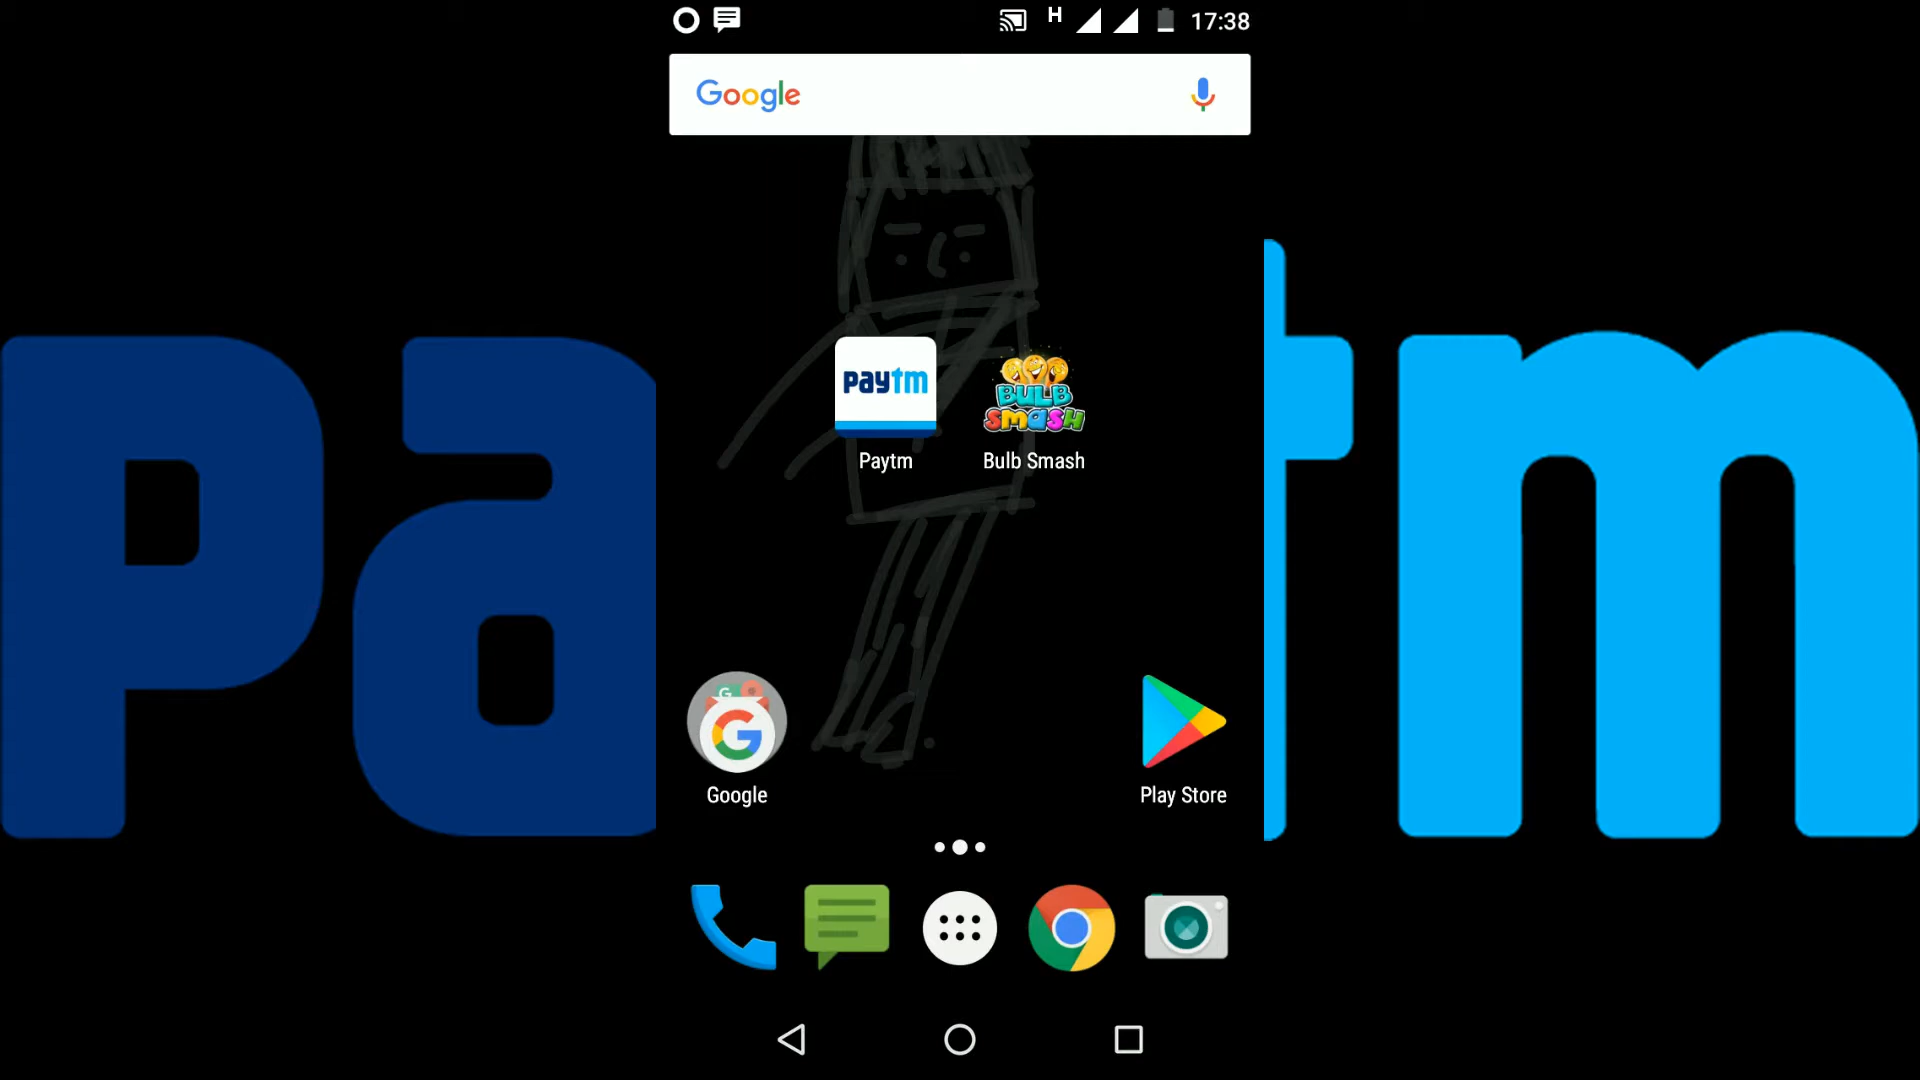 H 17:38
Google
Pa tm
paytm
BULB
SMASH
Paytm Bulb Smash
G
G
Google Play Store